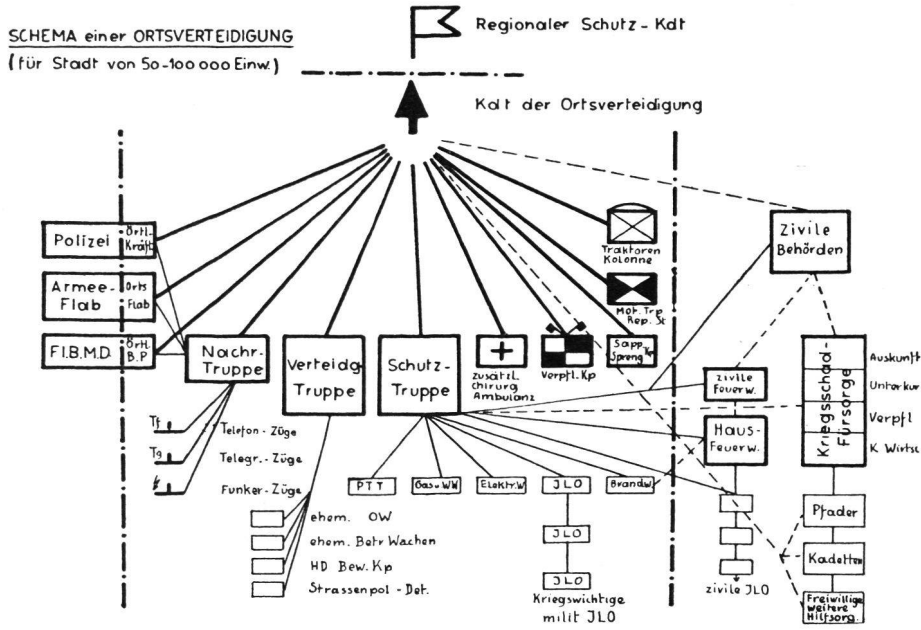 SCHEMA einer ORTSVERTEIDIGUNG
(für Stadt von 50-100 000 Einw.)
Regionaler Schutz-Kdt
Kdt der Ortsverteidigung
Polizei
Örtl.
Kräft
Armee-
Flab
Orts
Flab
Fl.B.M.D.
Örtl.
B.P
Nachr-
Truppe
Verteidg-
Truppe
Schutz-
Truppe
Zusätzl
chirurg
Ambulanz
Verpfl. Kp
Sapp
Spreng Kp
Traktoren
Kolonne
Mot. Trp
Rep. St
Zivile
Behörden
Zivile
Feuerw.
Haus-
Feuerw.
Kriegsschad
Fürsorge
Auskunft
Unterkur
Verpfl
K. Wirtsc
Tf
Telefon-Züge
Tg
Telegr.-Züge
Funker-Züge
ehem. OW
ehem. Betr Wachen
HD Bew. Kp
Strassenpol-Det.
PTT
Gas u WW
Elektr.W
JLO
Brandw.
JLO
JLO
Kriegswichtige
milit JLO
zivile JLO
Pfader
Kadetten
Freiwillige
weitere
Hilfsorg.